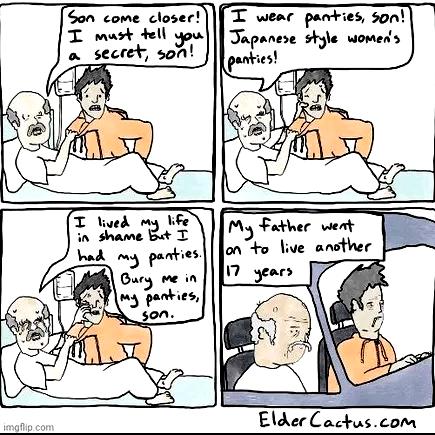 Son come closer!
I must tell you
a secret, son!
I wear panties, son!
Japanese style women's
panties!
I lived my life
in shame but I
had my panties.
Bury me in
my panties,
son.
My father went
on to live another
17 years
ElderCactus.com
imgflip.com